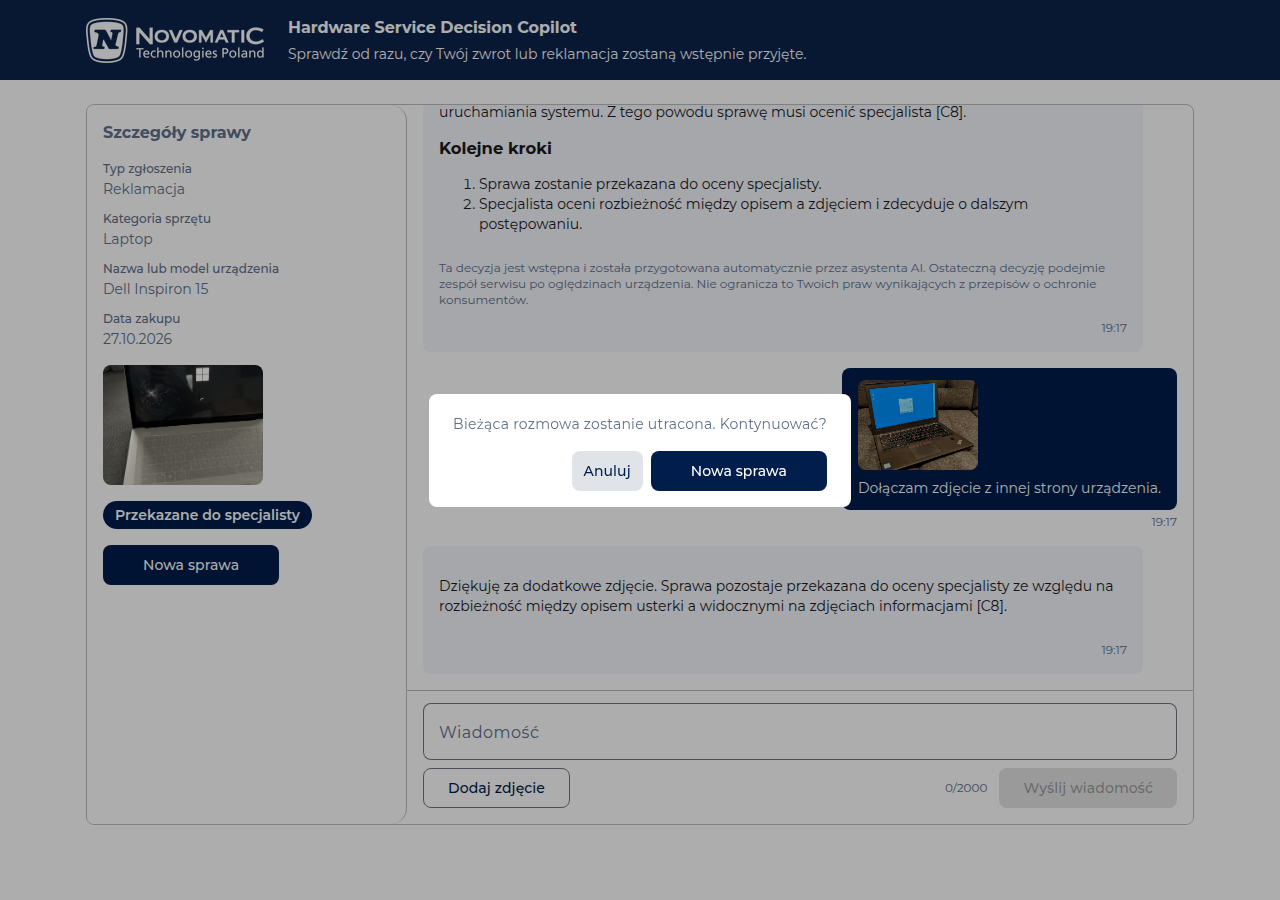 NOVOMATIC
Technologies Poland
Hardware Service Decision Copilot
Sprawdź od razu, czy Twój zwrot lub reklamacja zostaną wstępnie przyjęte.
Szczegóły sprawy
Typ zgłoszenia
Reklamacja
Kategoria sprzętu
Laptop
Nazwa lub model urządzenia
Dell Inspiron 15
Data zakupu
27.10.2026
Przekazane do specjalisty
Nowa sprawa
uruchamiania systemu. Z tego powodu sprawę musi ocenić specjalista [C8].
Kolejne kroki
1. Sprawa zostanie przekazana do oceny specjalisty.
2. Specjalista oceni rozbieżność między opisem a zdjęciem i zdecyduje o dalszym
postępowaniu.
Ta decyzja jest wstępna i została przygotowana automatycznie przez asystenta AI. Ostateczną decyzję podejmie
zespół serwisu po oględzinach urządzenia. Nie ogranicza to Twoich praw wynikających z przepisów o ochronie
konsumentów.
19:17
Bieżąca rozmowa zostanie utracona. Kontynuować?
Anuluj
Nowa sprawa
Dołączam zdjęcie z innej strony urządzenia.
19:17
Dziękuję za dodatkowe zdjęcie. Sprawa pozostaje przekazana do oceny specjalisty ze względu na
rozbieżność między opisem usterki a widocznymi na zdjęciach informacjami [C8].
19:17
Wiadomość
Dodaj zdjęcie
0/2000
Wyślij wiadomość